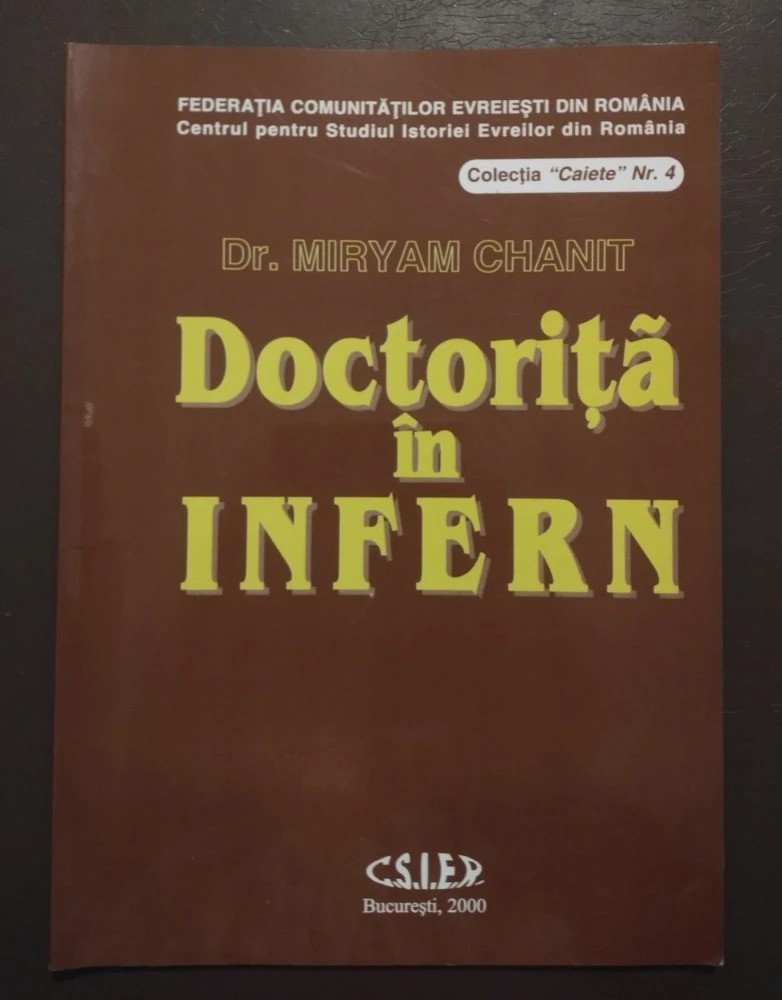 FEDERAȚIA COMUNITĂȚILOR EVREIEȘTI DIN ROMÂNIA
Centrul pentru Studiul Istoriei Evreilor din România
Colecția "Caiete" Nr. 4
Dr. MIRYAM CHANIT
Doctoriță
în
INFERN
C.S.I.E.R.
București, 2000